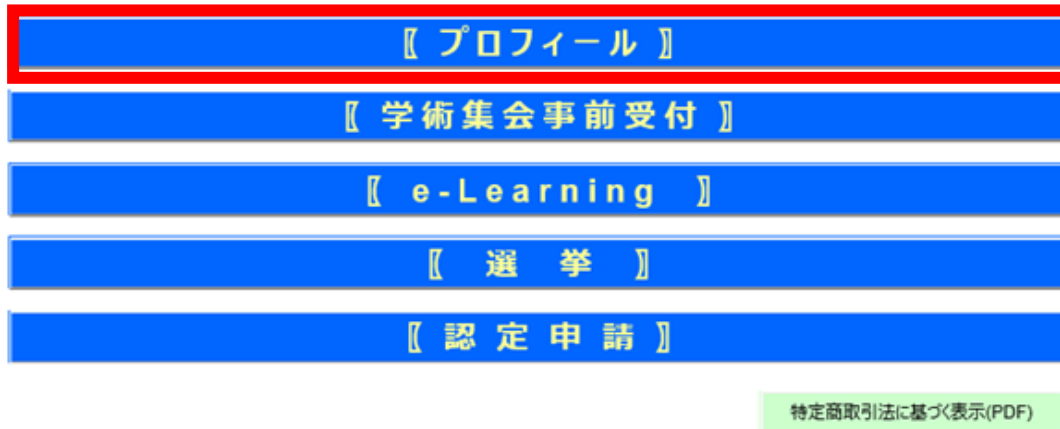 〖 プロフィール 〗
〖 学術集会事前受付 〗
〖 e-Learning 〗
〖 選 挙 〗
〖 認 定 申 請 〗
特定商取引法に基づく表示(PDF)